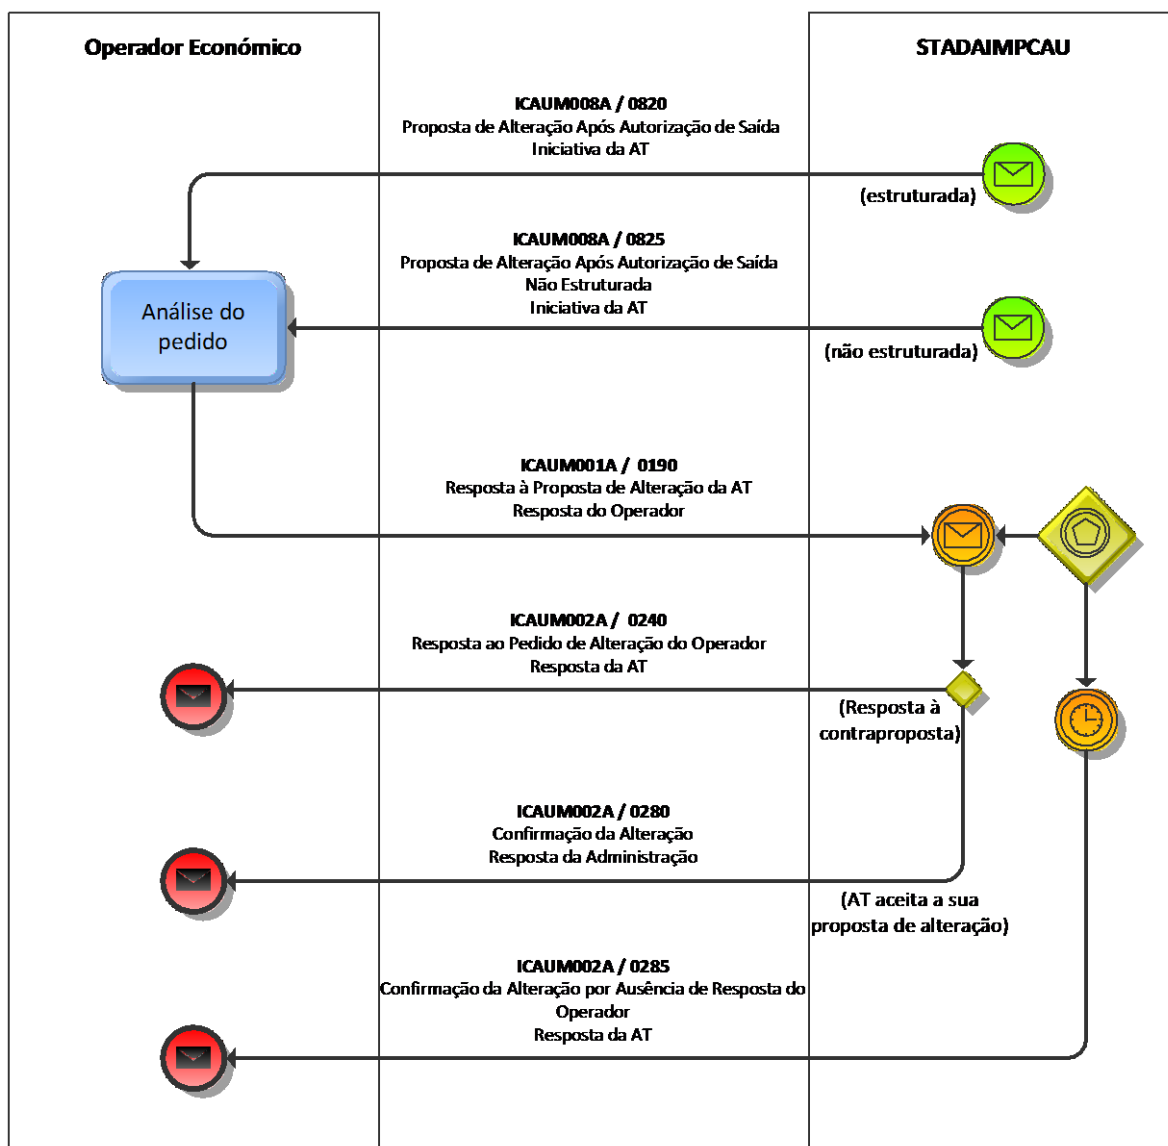 Operador Económico
STADAIMPCAU
ICAUM008A / 0820
Proposta de Alteração Após Autorização de Saída
Iniciativa da AT
(estruturada)
ICAUM008A / 0825
Proposta de Alteração Após Autorização de Saída
Não Estruturada
Iniciativa da AT
(não estruturada)
Análise do
pedido
ICAUM001A / 0190
Resposta à Proposta de Alteração da AT
Resposta do Operador
ICAUM002A / 0240
Resposta ao Pedido de Alteração do Operador
Resposta da AT
(Resposta à
contraproposta)
ICAUM002A / 0280
Confirmação da Alteração
Resposta da Administração
(AT aceita a sua
proposta de alteração)
ICAUM002A / 0285
Confirmação da Alteração por Ausência de Resposta do
Operador
Resposta da AT